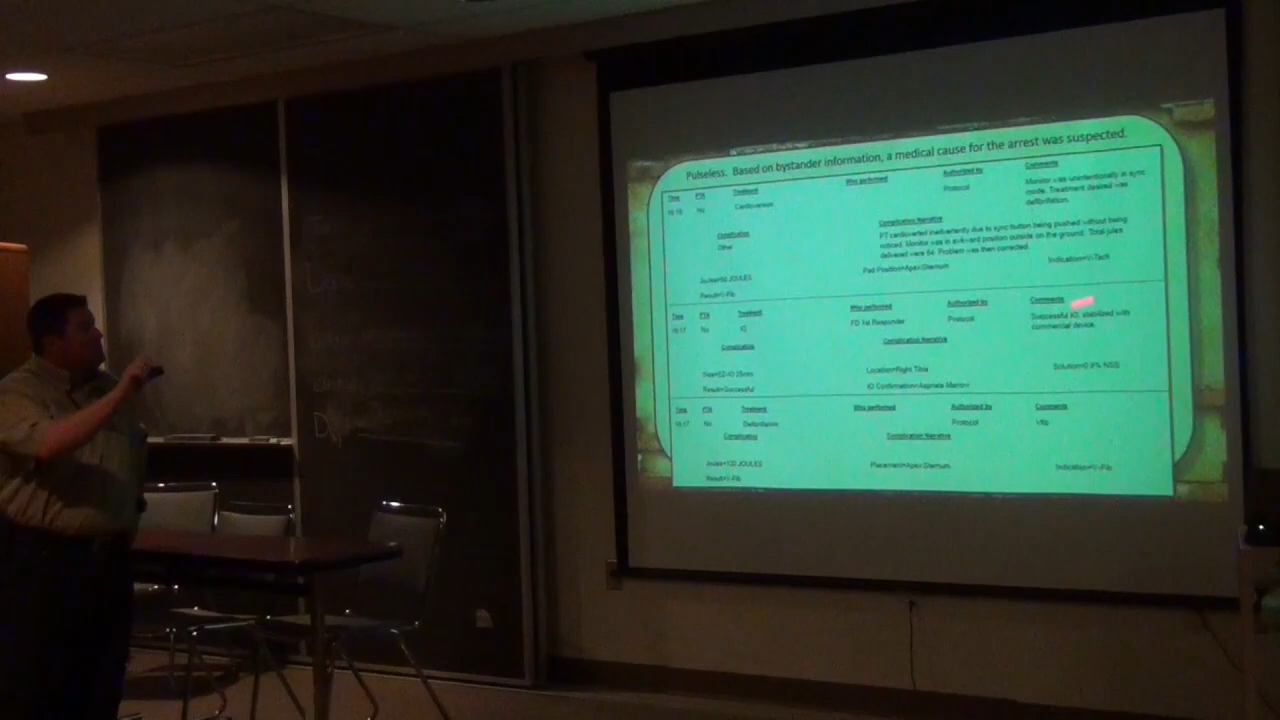 Pulseless. Based on bystander information, a medical cause for the arrest was suspected.
Time PTA Treatment Who performed Authorized by Comments
16:16 No Cardioversion Protocol Monitor was unintentionally in sync
mode. Treatment desired was
defibrillation.
Complication Complication Narrative
Other PT cardioverted inadvertently due to sync button being pushed without being
noticed. Monitor was in awkward position outside on the ground. Total jules
delivered were 64. Problem was then corrected.
Joules=50 JOULES Pad Position=Apex/Sternum Indication=V-Tach
Result=V-Fib
Time PTA Treatment Who performed Authorized by Comments
16:17 No IO FD 1st Responder Protocol Successful IO, stabilized with
commercial device.
Complication Complication Narrative
Size=EZ-IO 25mm Location=Right Tibia Solution=0.9% NSS
Result=Successful IO Confirmation=Aspirate Marrow
Time PTA Treatment Who performed Authorized by Comments
16:17 No Defibrillation Protocol Vfib
Complication Complication Narrative
Joules=120 JOULES Placement=Apex/Sternum Indication=V-Fib
Result=V-Fib